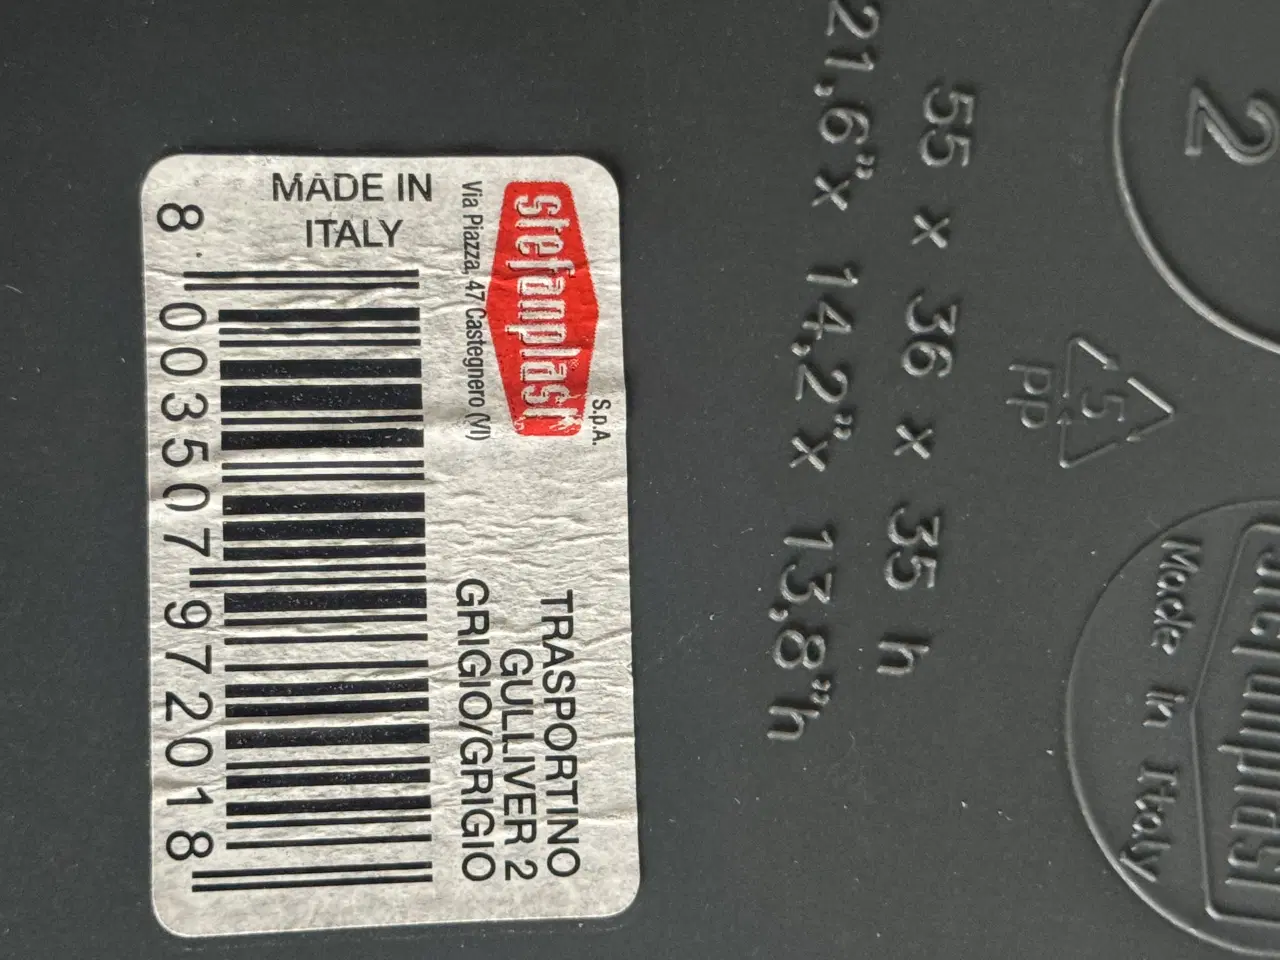 stefanplast
S.p.A.
Via Piazza, 47 Castegnero (VI)
TRASPORTINO
GULLIVER 2
GRIGIO/GRIGIO
MADE IN
ITALY
8 003507 972018
2
5
PP
55 x 36 x 35 h
21,6" x 14,2" x 13,8" h
stefanplast
Made in Italy